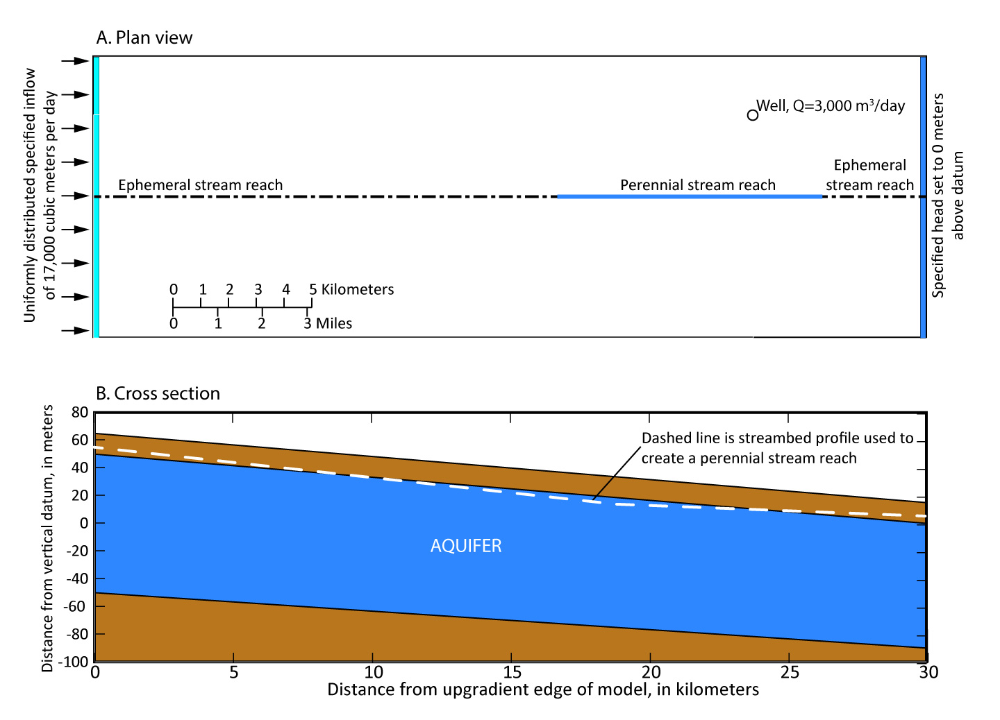 A. Plan view
Uniformly distributed specified inflow
of 17,000 cubic meters per day
Well, Q=3,000 m³/day
Ephemeral stream reach
Perennial stream reach
Ephemeral
stream reach
Specified head set to 0 meters
above datum
0 1 2 3 4 5 Kilometers
0 1 2 3 Miles
B. Cross section
Distance from vertical datum, in meters
80
60
40
20
0
-20
-40
-60
-80
-100
Dashed line is streambed profile used to
create a perennial stream reach
AQUIFER
0 5 10 15 20 25 30
Distance from upgradient edge of model, in kilometers